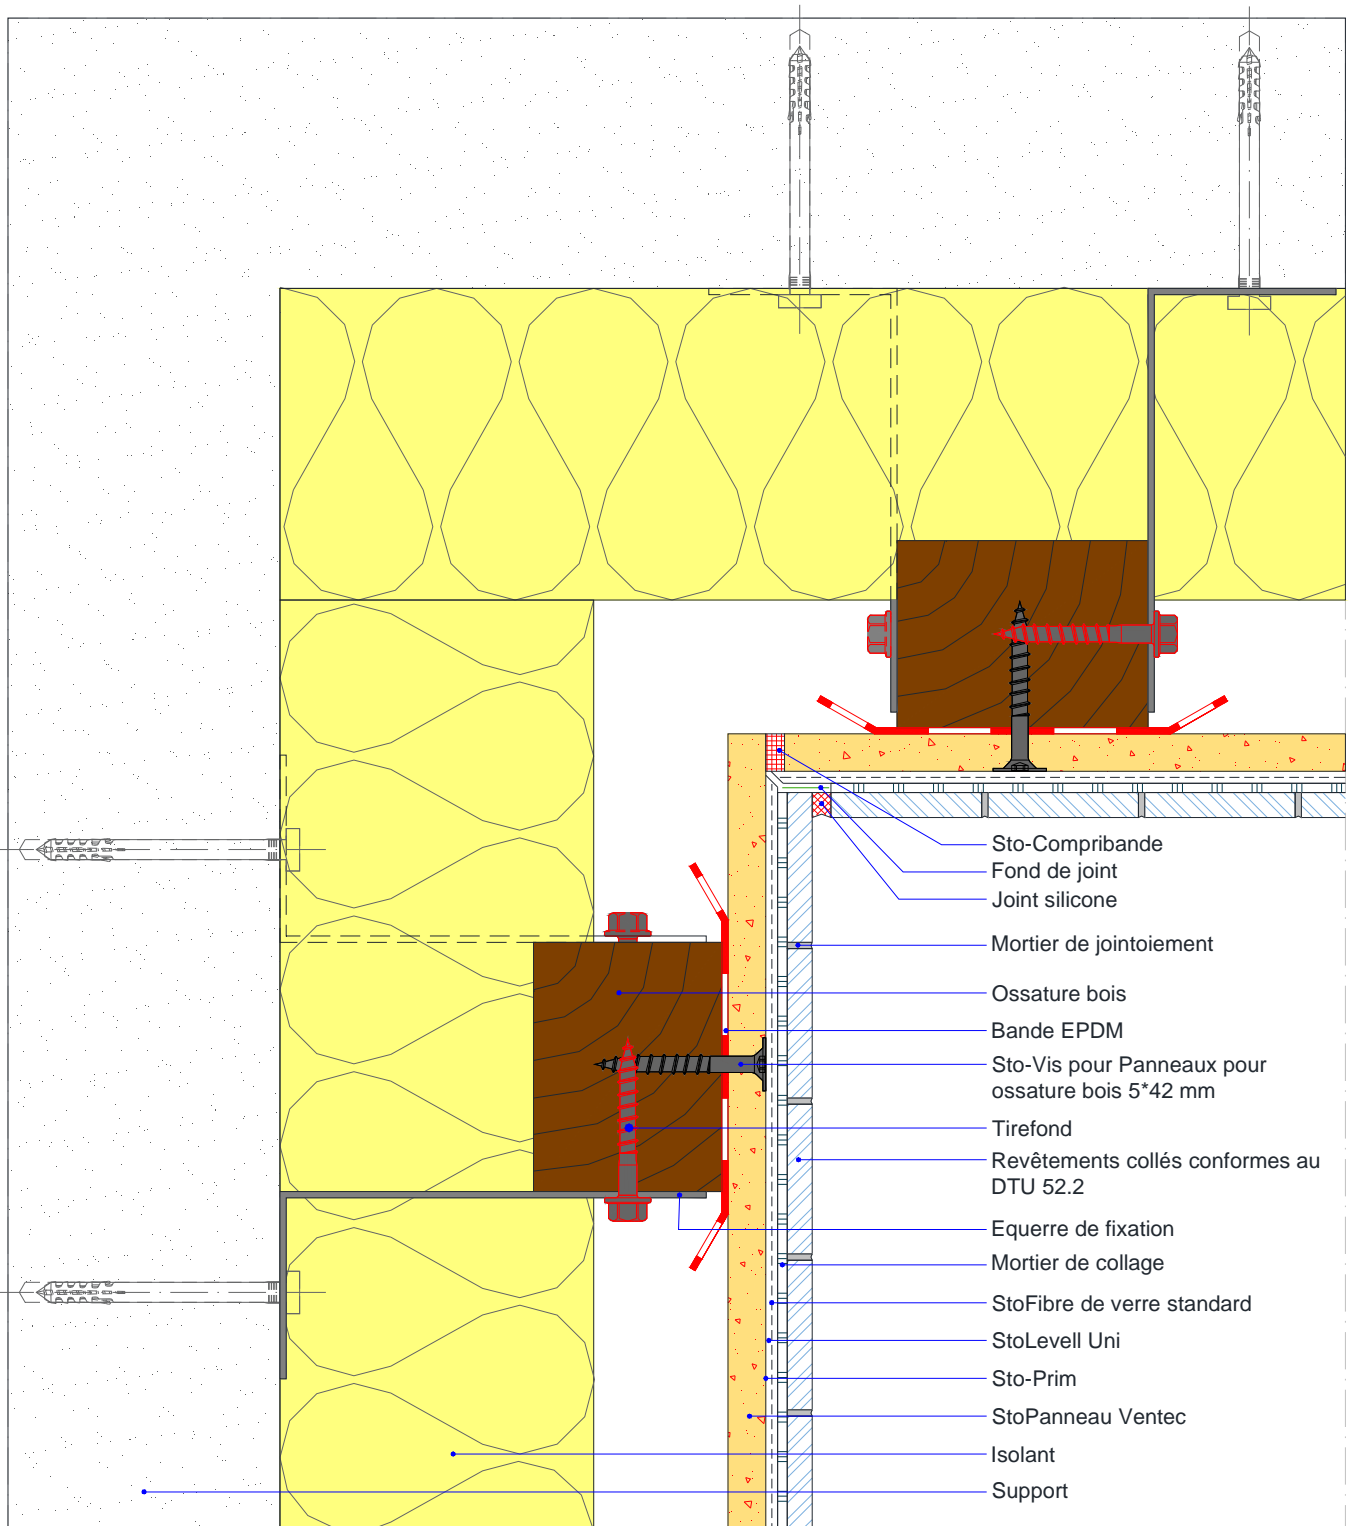 Sto-Compribande
Fond de joint
Joint silicone
Mortier de jointoiement
Ossature bois
Bande EPDM
Sto-Vis pour Panneaux pour
ossature bois 5*42 mm
Tirefond
Revêtements collés conformes au
DTU 52.2
Equerre de fixation
Mortier de collage
StoFibre de verre standard
StoLevell Uni
Sto-Prim
StoPanneau Ventec
Isolant
Support